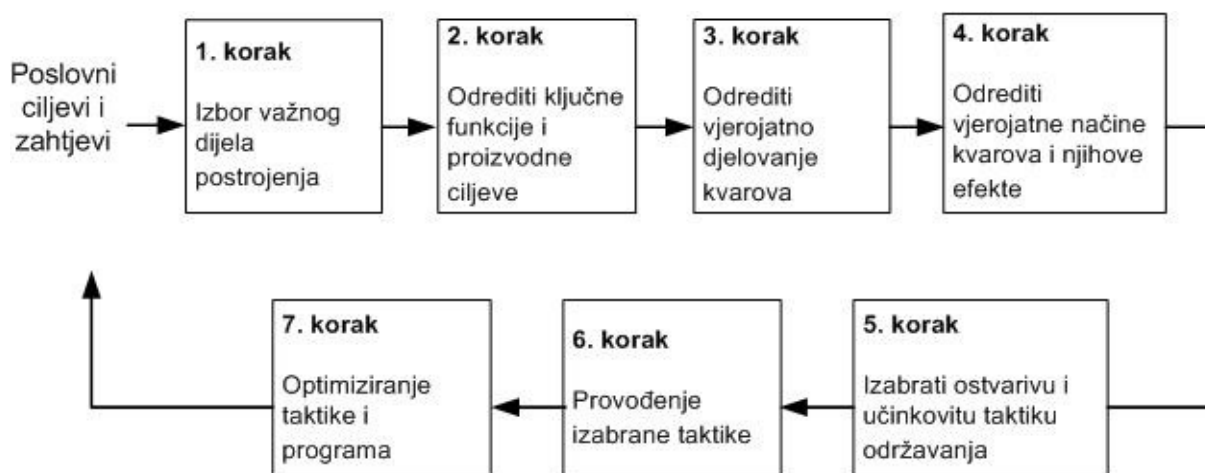 Poslovni
ciljevi i
zahtjevi
1. korak
Izbor važnog
dijela
postrojenja
2. korak
Odrediti ključne
funkcije i
proizvodne
ciljeve
3. korak
Odrediti
vjerojatno
djelovanje
kvarova
4. korak
Odrediti
vjerojatne načine
kvarova i njihove
efekte
5. korak
Izabrati ostvarivu i
učinkovitu taktiku
održavanja
6. korak
Provođenje
izabrane taktike
7. korak
Optimiziranje
taktike i
programa